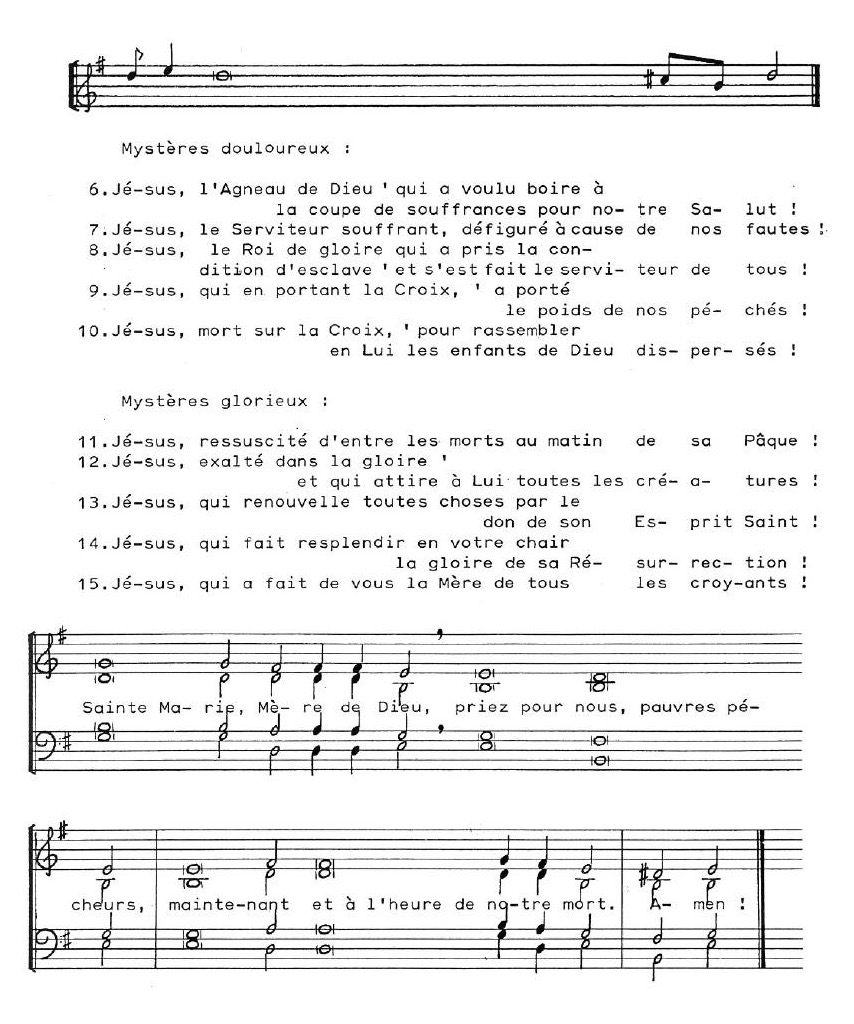 Mystères douloureux :
6.Jé-sus, l'Agneau de Dieu ' qui a voulu boire à
la coupe de souffrances pour no- tre Sa- lut !
7.Jé-sus, le Serviteur souffrant, défiguré à cause de nos fautes !
8.Jé-sus, le Roi de gloire qui a pris la con-
dition d'esclave ' et s'est fait le servi- teur de tous !
9.Jé-sus, qui en portant la Croix, ' a porté
le poids de nos pé- chés !
10.Jé-sus, mort sur la Croix, ' pour rassembler
en Lui les enfants de Dieu dis- per- sés !
Mystères glorieux :
11.Jé-sus, ressuscité d'entre les morts au matin de sa Pâque !
12.Jé-sus, exalté dans la gloire '
et qui attire à Lui toutes les cré- a- tures !
13.Jé-sus, qui renouvelle toutes choses par le
don de son Es- prit Saint !
14.Jé-sus, qui fait resplendir en votre chair
la gloire de sa Ré- sur- rec- tion !
15.Jé-sus, qui a fait de vous la Mère de tous les croy-ants !
Sainte Ma- rie, Mè- re de Dieu, priez pour nous, pauvres pé-
cheurs, mainte-nant et à l'heure de no-tre mort. A- men !